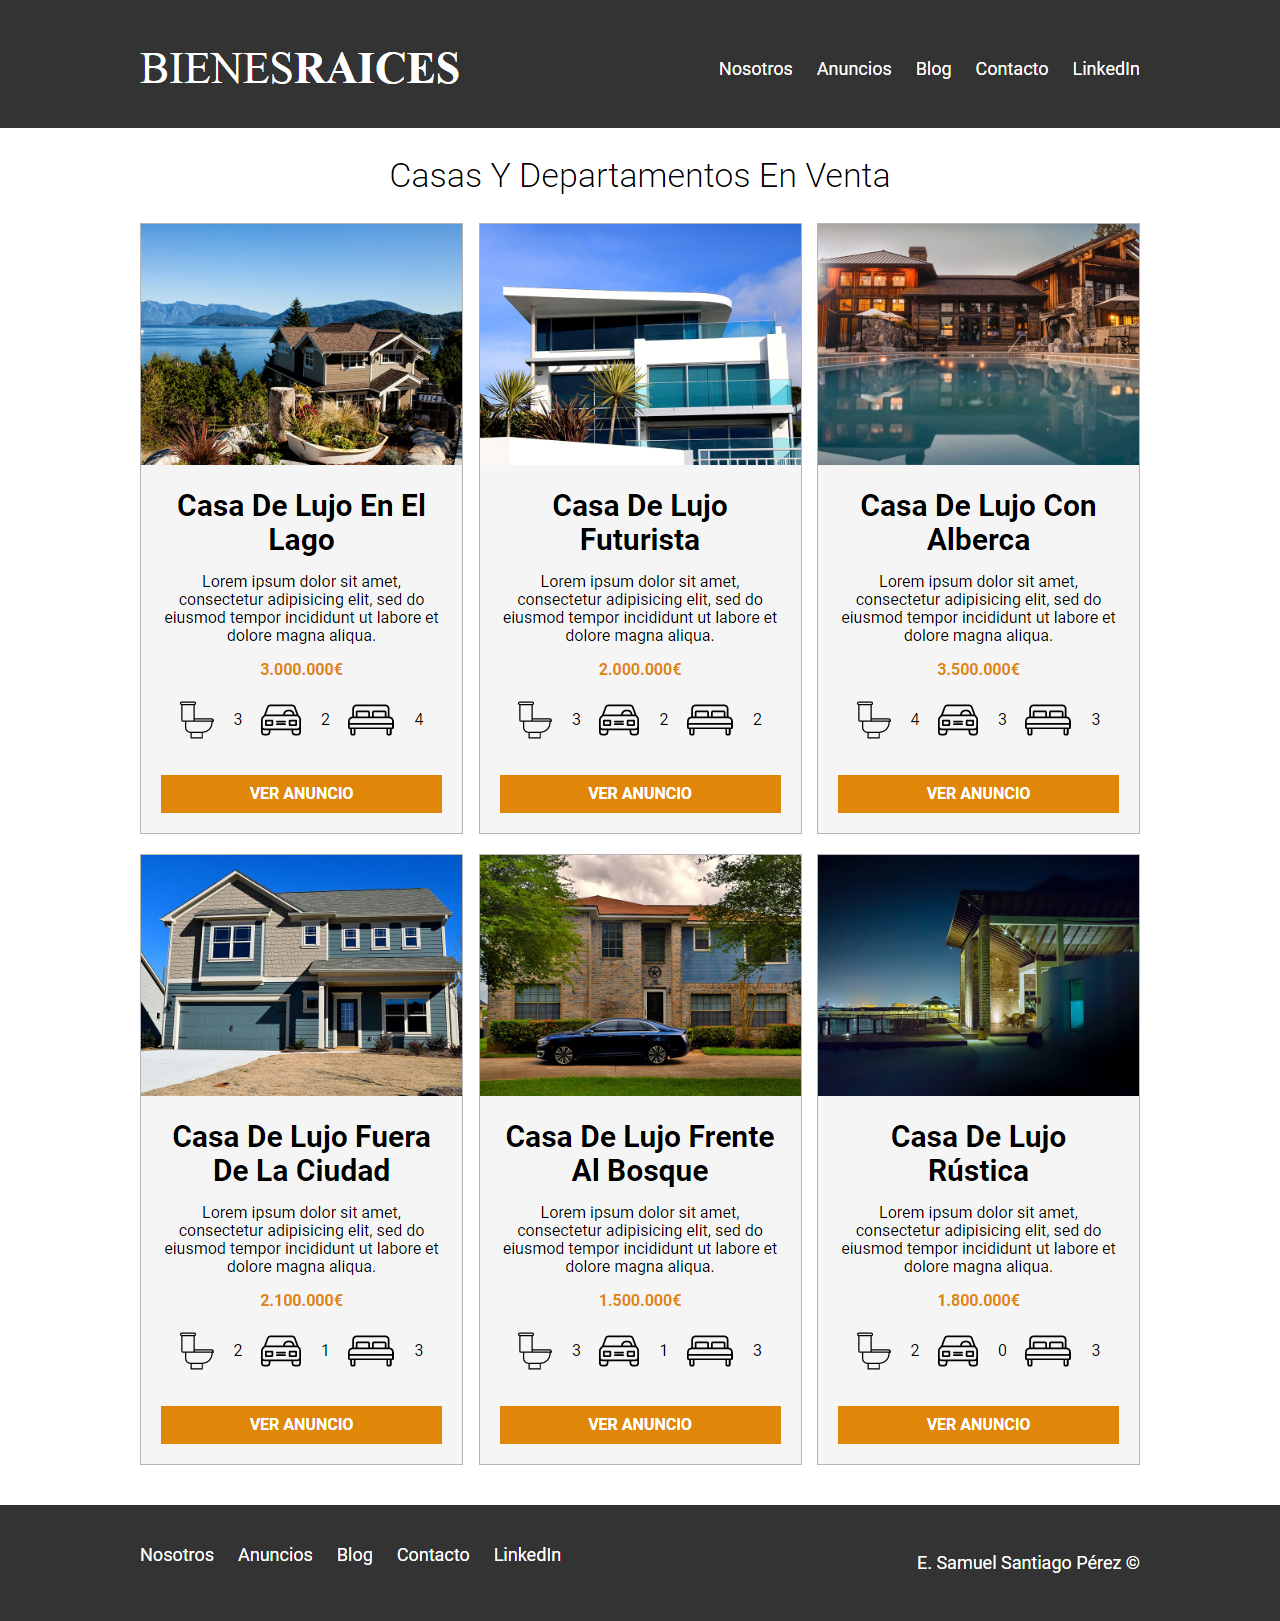 BIENESRAICES
Nosotros Anuncios Blog Contacto LinkedIn
Casas Y Departamentos En Venta
Casa De Lujo En El
Lago
Lorem ipsum dolor sit amet,
consectetur adipisicing elit, sed do
eiusmod tempor incididunt ut labore et
dolore magna aliqua.
3.000.000€
3 2 4
VER ANUNCIO
Casa De Lujo
Futurista
Lorem ipsum dolor sit amet,
consectetur adipisicing elit, sed do
eiusmod tempor incididunt ut labore et
dolore magna aliqua.
2.000.000€
3 2 2
VER ANUNCIO
Casa De Lujo Con
Alberca
Lorem ipsum dolor sit amet,
consectetur adipisicing elit, sed do
eiusmod tempor incididunt ut labore et
dolore magna aliqua.
3.500.000€
4 3 3
VER ANUNCIO
Casa De Lujo Fuera
De La Ciudad
Lorem ipsum dolor sit amet,
consectetur adipisicing elit, sed do
eiusmod tempor incididunt ut labore et
dolore magna aliqua.
2.100.000€
2 1 3
VER ANUNCIO
Casa De Lujo Frente
Al Bosque
Lorem ipsum dolor sit amet,
consectetur adipisicing elit, sed do
eiusmod tempor incididunt ut labore et
dolore magna aliqua.
1.500.000€
3 1 3
VER ANUNCIO
Casa De Lujo
Rústica
Lorem ipsum dolor sit amet,
consectetur adipisicing elit, sed do
eiusmod tempor incididunt ut labore et
dolore magna aliqua.
1.800.000€
2 0 3
VER ANUNCIO
Nosotros Anuncios Blog Contacto LinkedIn
E. Samuel Santiago Pérez ©